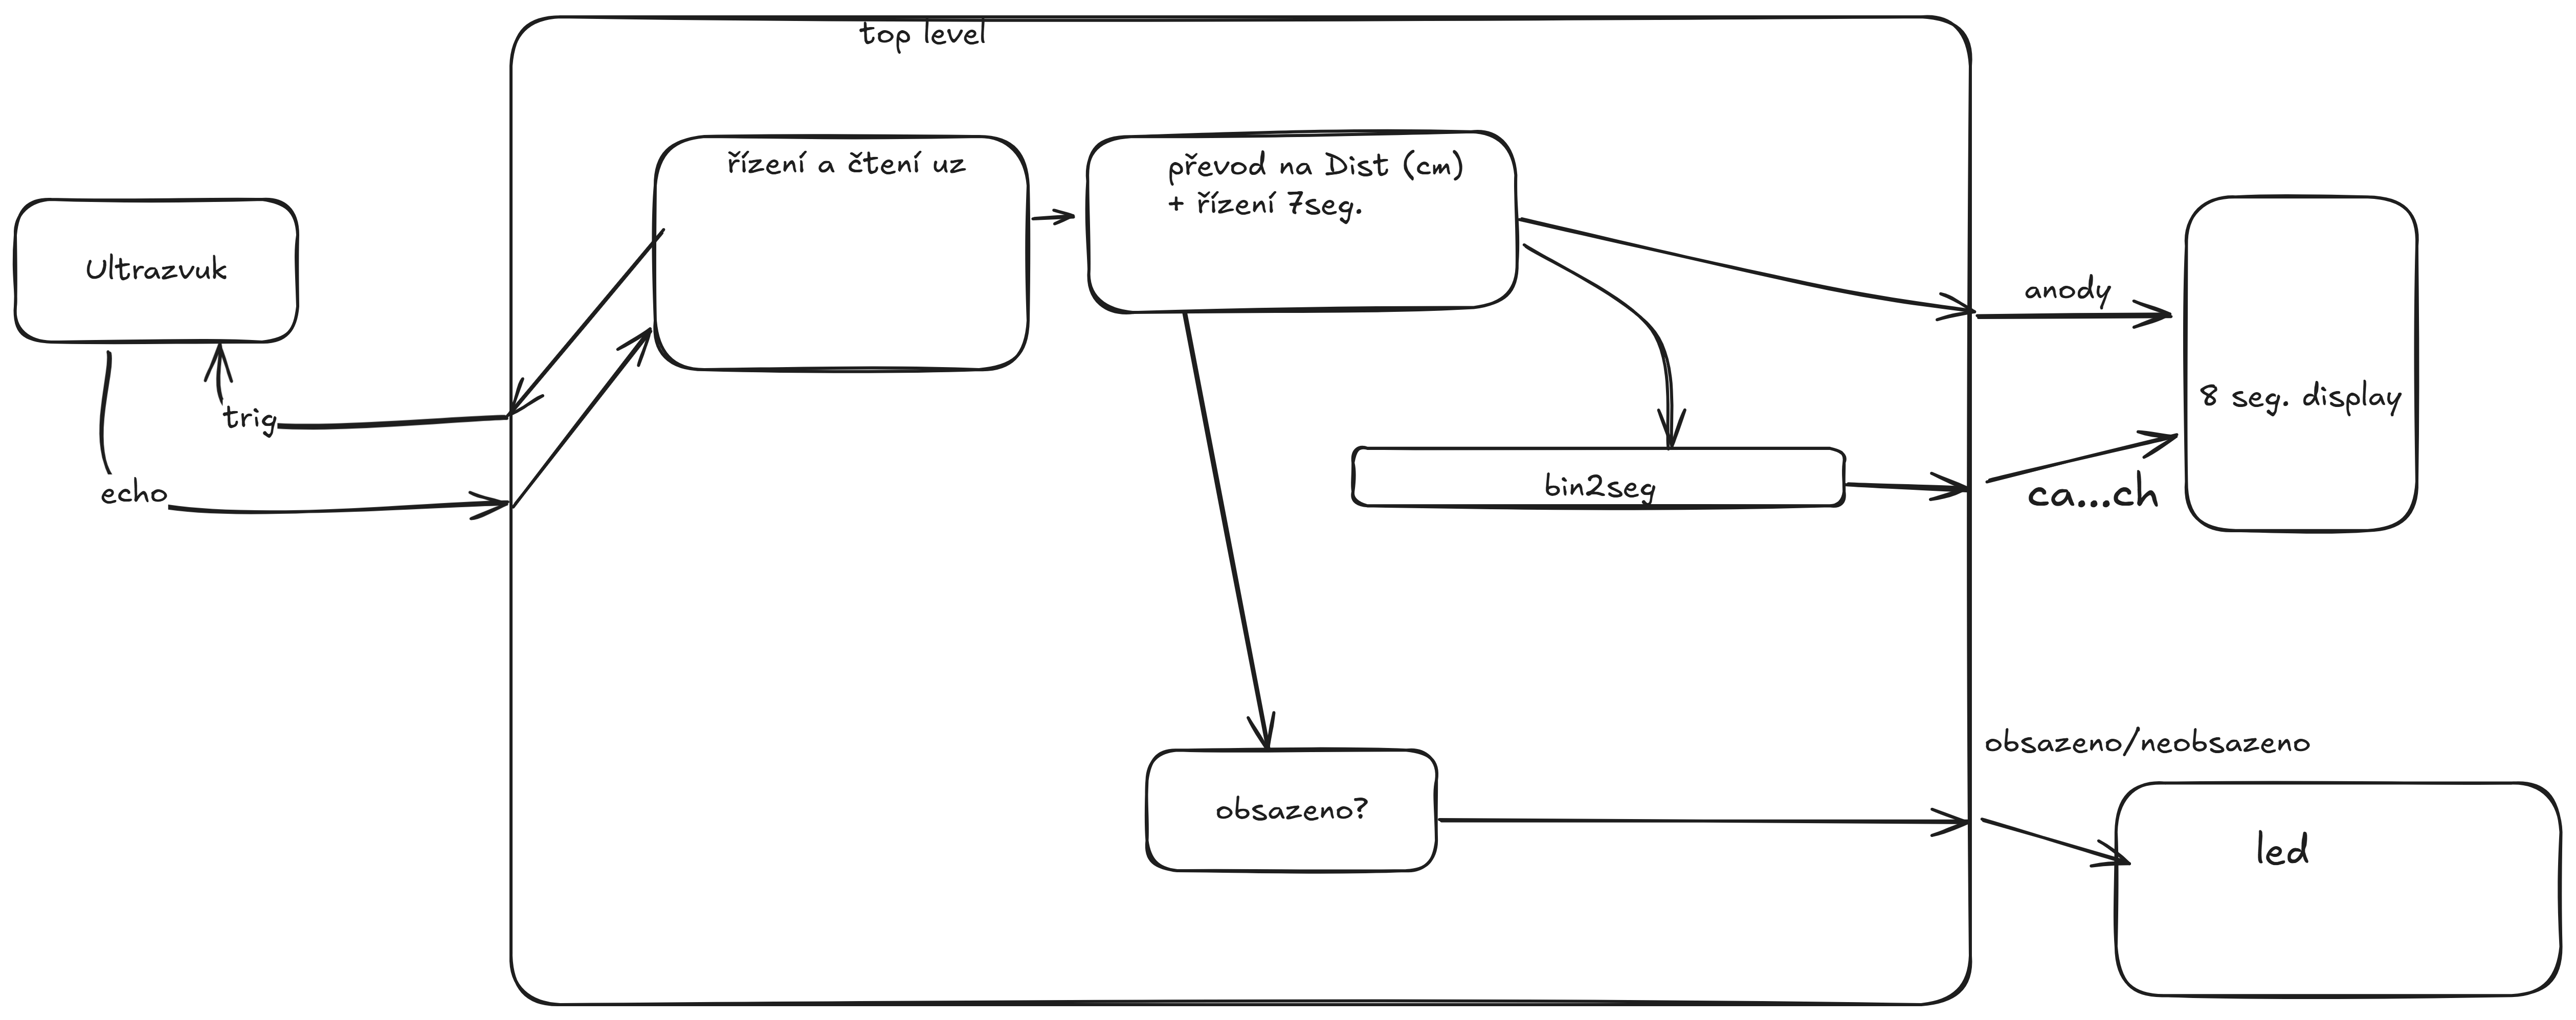 top level
řízení a čtení uz
převod na Dist (cm)
+ řízení 7seg.
Ultrazvuk
anody
8 seg. display
trig
echo
bin2seg
ca...ch
obsazeno/neobsazeno
obsazeno?
led